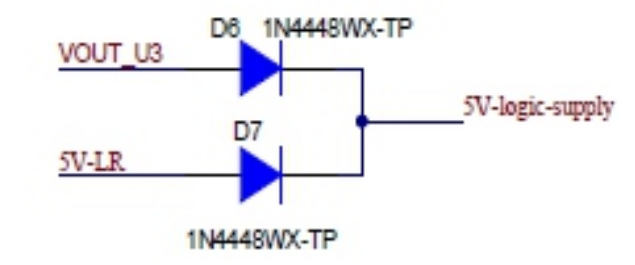 D6 1N4448WX-TP
VOUT_U3
5V-logic-supply
D7
5V-LR
1N4448WX-TP